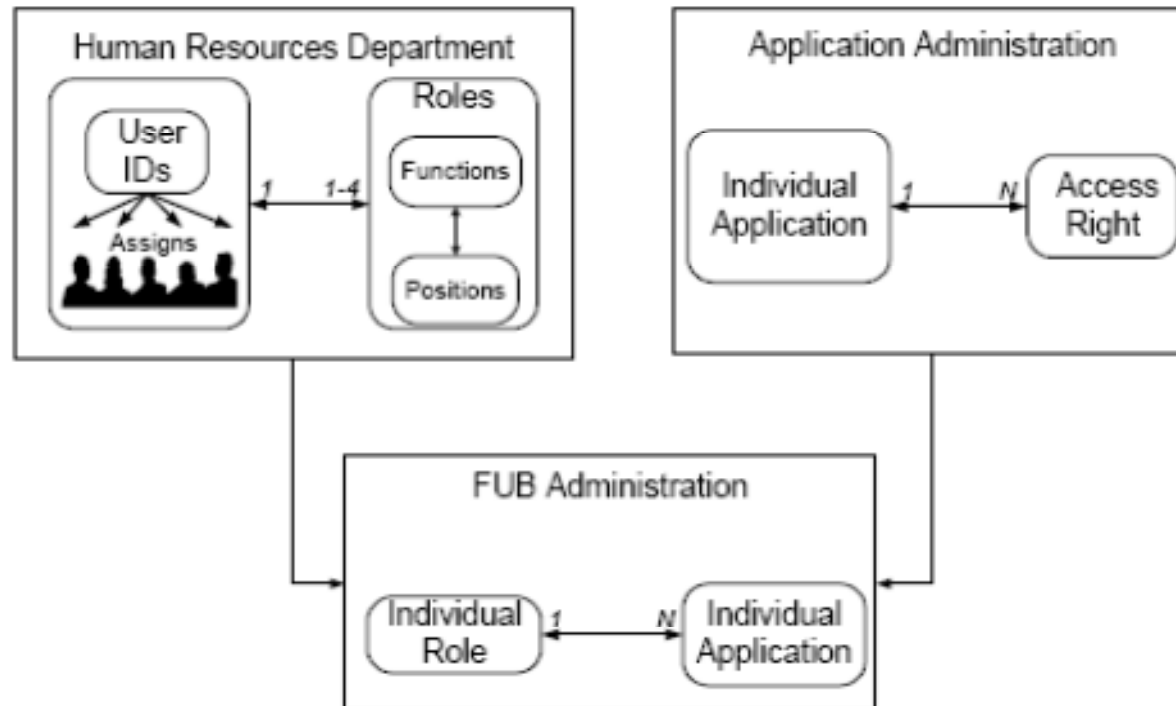 Human Resources Department
User
IDs
Assigns
1
1-4
Roles
Functions
Positions
Application Administration
Individual
Application
1
N
Access
Right
FUB Administration
Individual
Role
1
N
Individual
Application